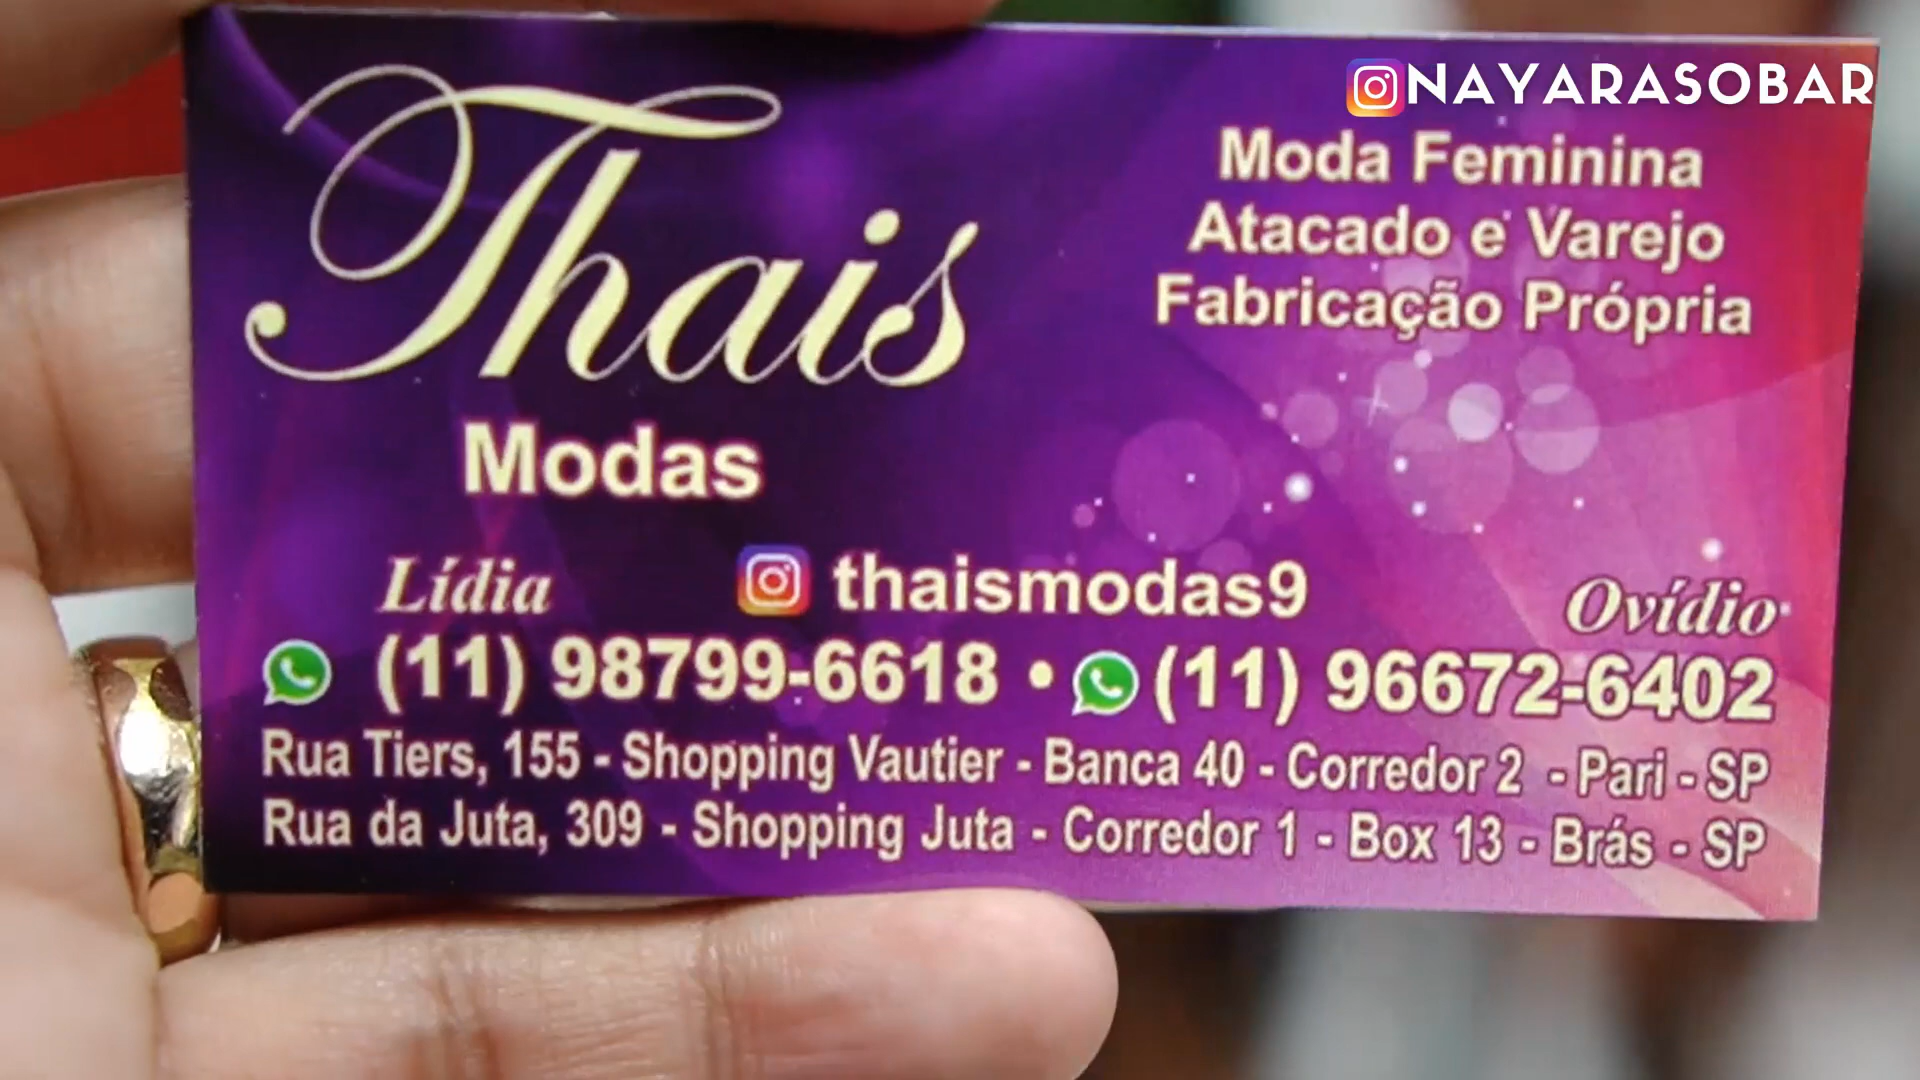 NAYARASOBAR
Thais
Modas
Moda Feminina
Atacado e Varejo
Fabricação Própria
Lídia
thaismodas9
Ovídio
(11) 98799-6618 • (11) 96672-6402
Rua Tiers, 155 - Shopping Vautier - Banca 40 - Corredor 2 - Pari - SP
Rua da Juta, 309 - Shopping Juta - Corredor 1 - Box 13 - Brás - SP